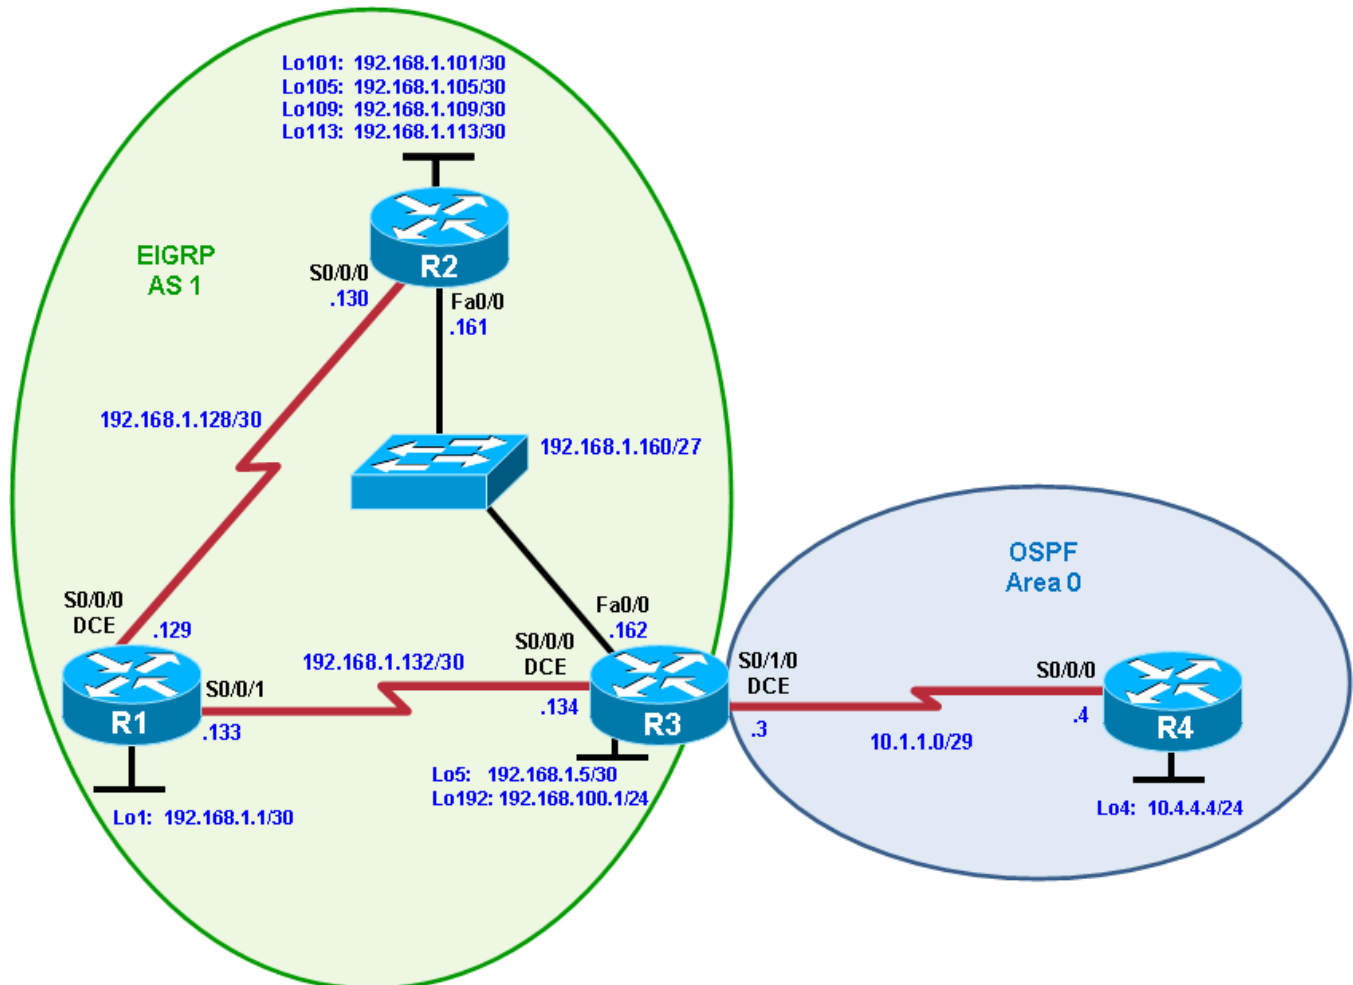 Lo101: 192.168.1.101/30
Lo105: 192.168.1.105/30
Lo109: 192.168.1.109/30
Lo113: 192.168.1.113/30
EIGRP
AS 1
R2
S0/0/0
.130
Fa0/0
.161
192.168.1.128/30
192.168.1.160/27
OSPF
Area 0
S0/0/0
DCE
.129
Fa0/0
.162
192.168.1.132/30
S0/0/0
DCE
.134
S0/1/0
DCE
S0/0/0
R1
S0/0/1
.133
R3
.3
10.1.1.0/29
.4
R4
Lo5: 192.168.1.5/30
Lo192: 192.168.100.1/24
Lo1: 192.168.1.1/30
Lo4: 10.4.4.4/24